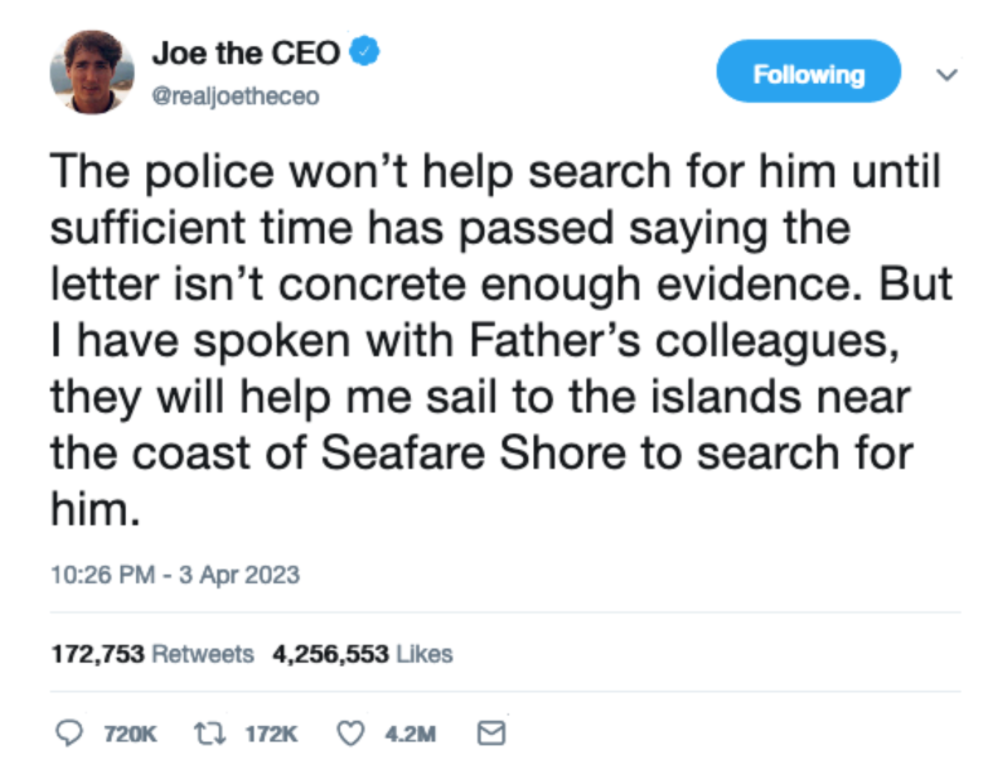 Joe the CEO
@realjoetheceo
Following
The police won’t help search for him until
sufficient time has passed saying the
letter isn’t concrete enough evidence. But
I have spoken with Father’s colleagues,
they will help me sail to the islands near
the coast of Seafare Shore to search for
him.
10:26 PM - 3 Apr 2023
172,753 Retweets 4,256,553 Likes
720K 172K 4.2M